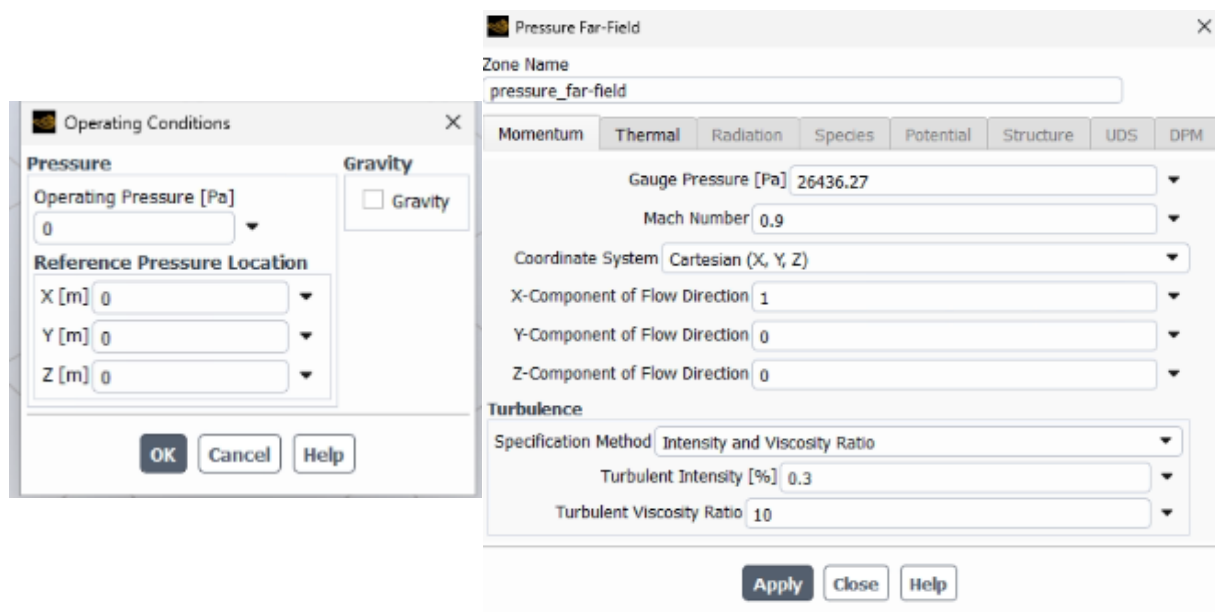 Operating Conditions
Pressure
Gravity
Operating Pressure [Pa]
Gravity
0
Reference Pressure Location
X [m] 0
Y [m] 0
Z [m] 0
OK Cancel Help
Pressure Far-Field
Zone Name
pressure_far-field
Momentum Thermal Radiation Species Potential Structure UDS DPM
Gauge Pressure [Pa] 26436.27
Mach Number 0.9
Coordinate System Cartesian (X, Y, Z)
X-Component of Flow Direction 1
Y-Component of Flow Direction 0
Z-Component of Flow Direction 0
Turbulence
Specification Method Intensity and Viscosity Ratio
Turbulent Intensity [%] 0.3
Turbulent Viscosity Ratio 10
Apply Close Help